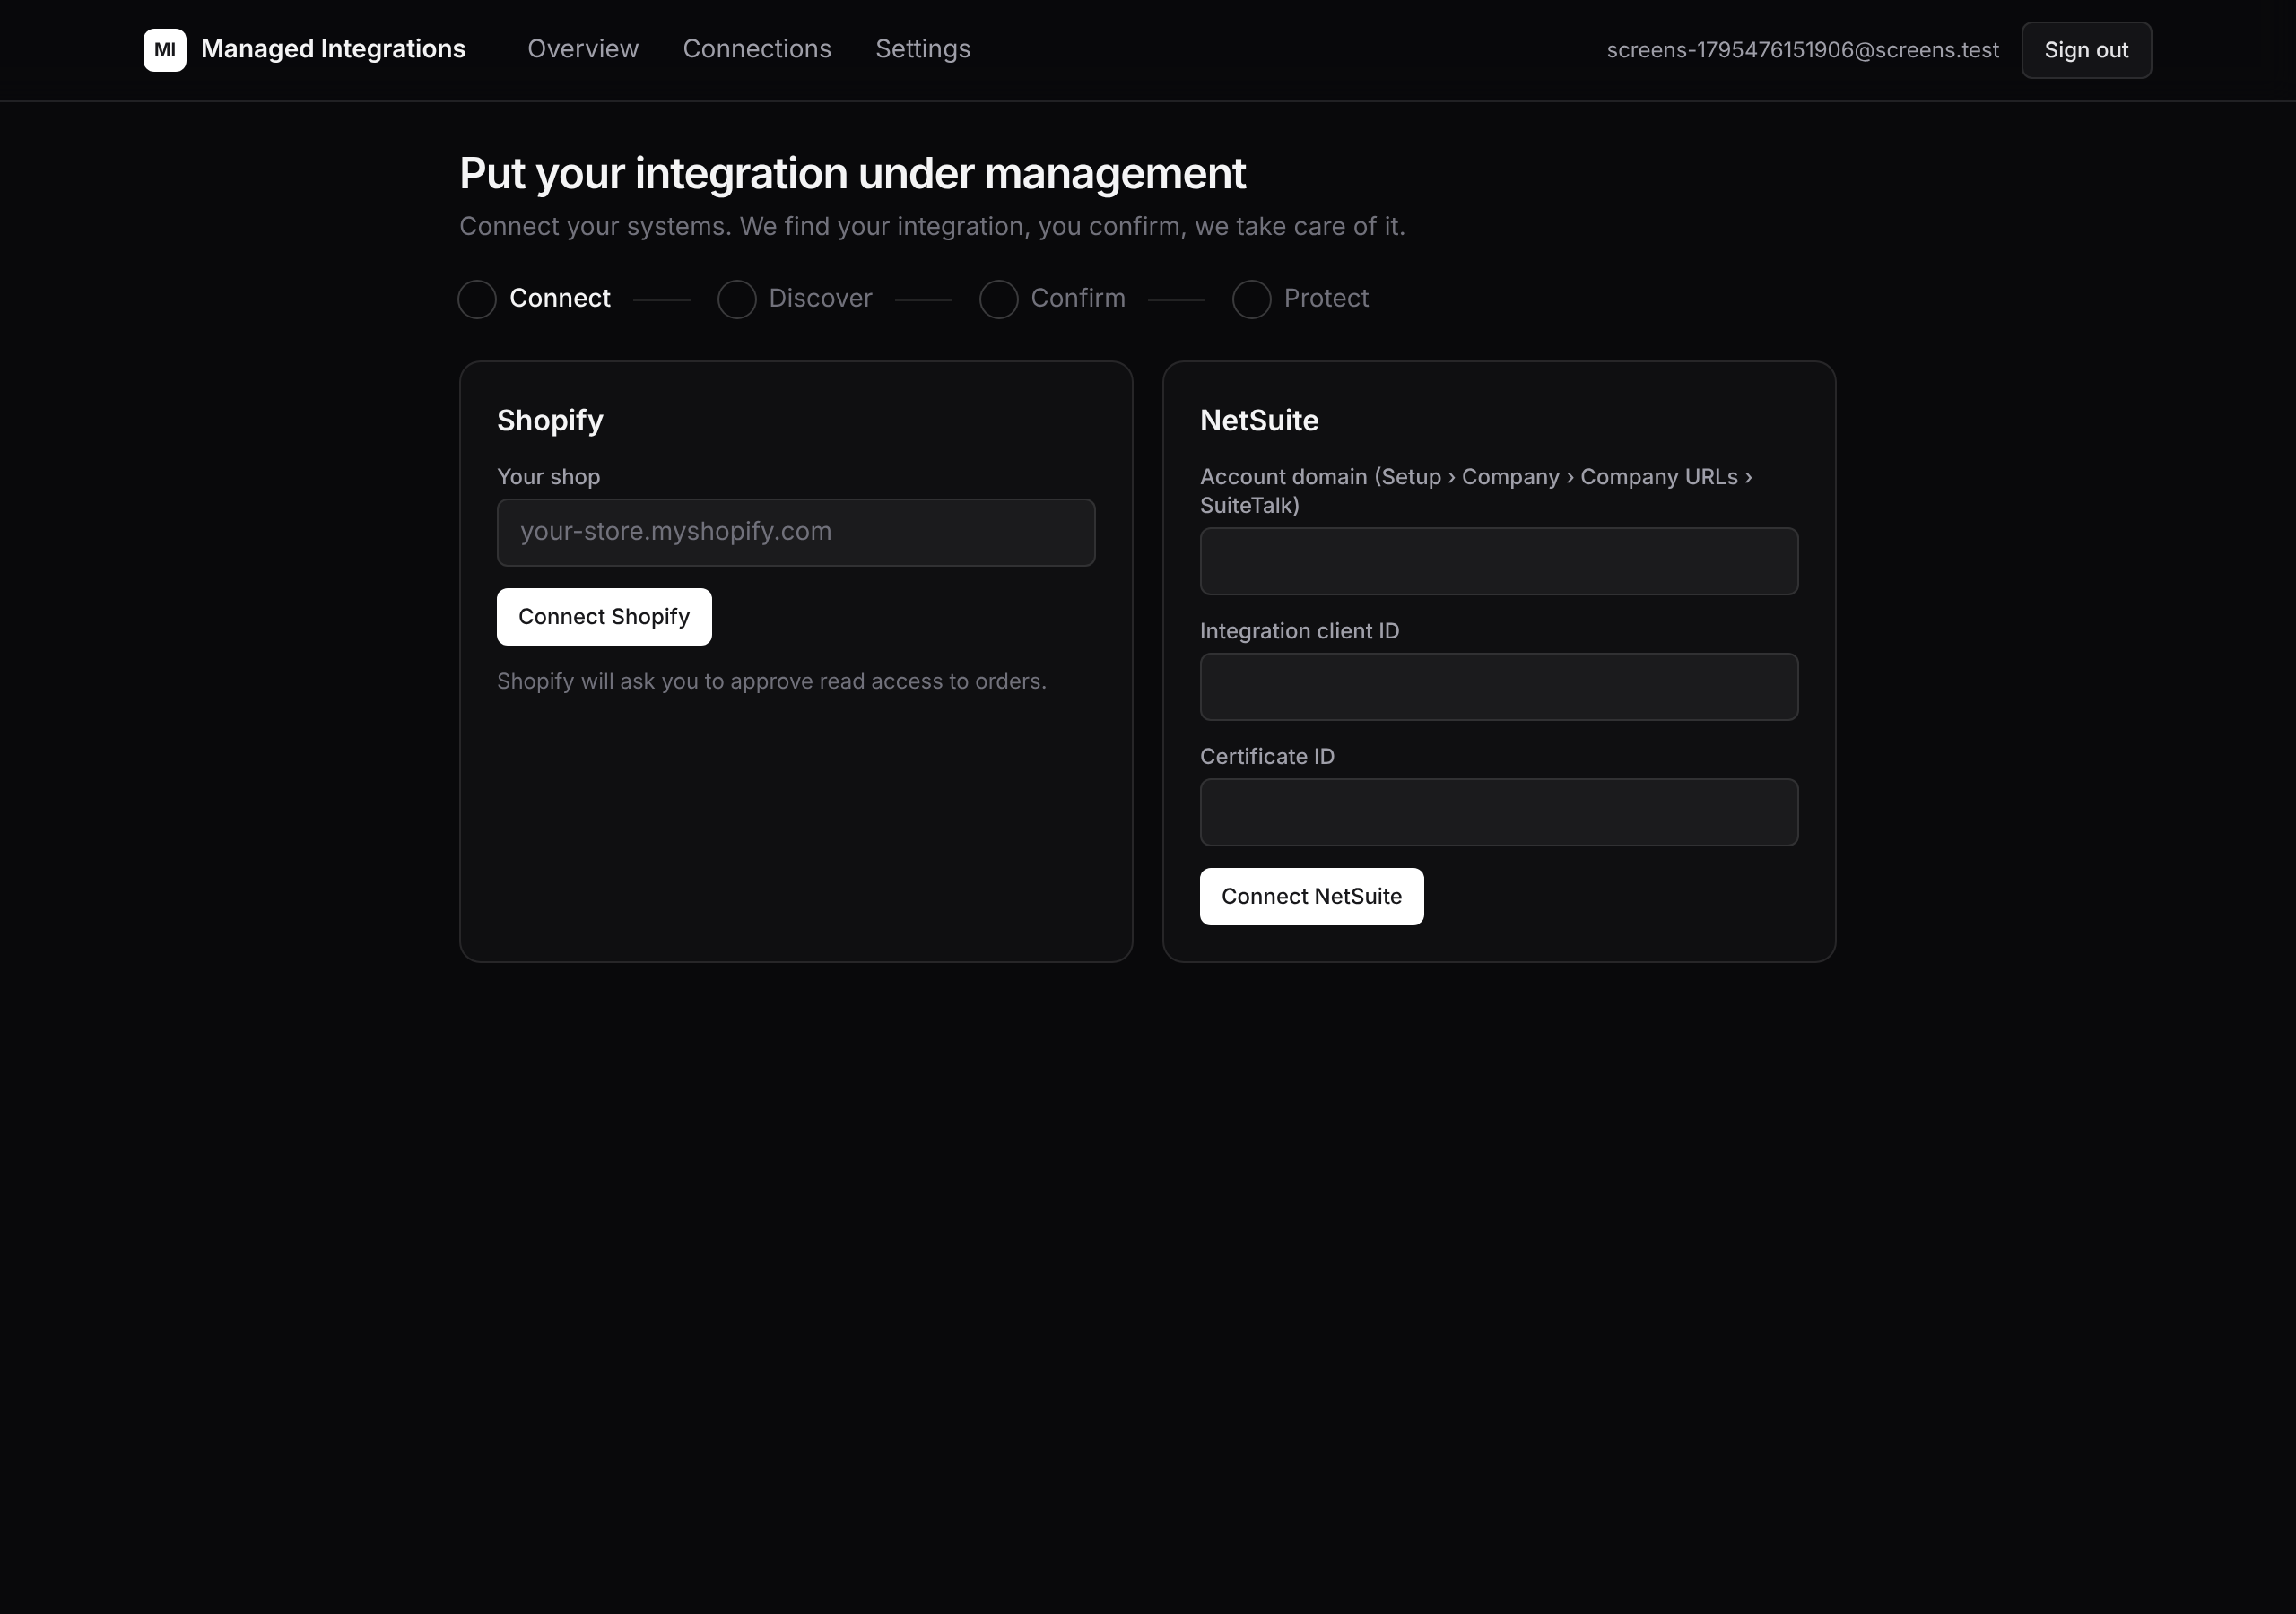 MI
Managed Integrations
Overview
Connections
Settings
screens-1795476151906@screens.test
Sign out
Put your integration under management
Connect your systems. We find your integration, you confirm, we take care of it.
Connect
Discover
Confirm
Protect
Shopify
Your shop
your-store.myshopify.com
Connect Shopify
Shopify will ask you to approve read access to orders.
NetSuite
Account domain (Setup › Company › Company URLs ›
SuiteTalk)
Integration client ID
Certificate ID
Connect NetSuite